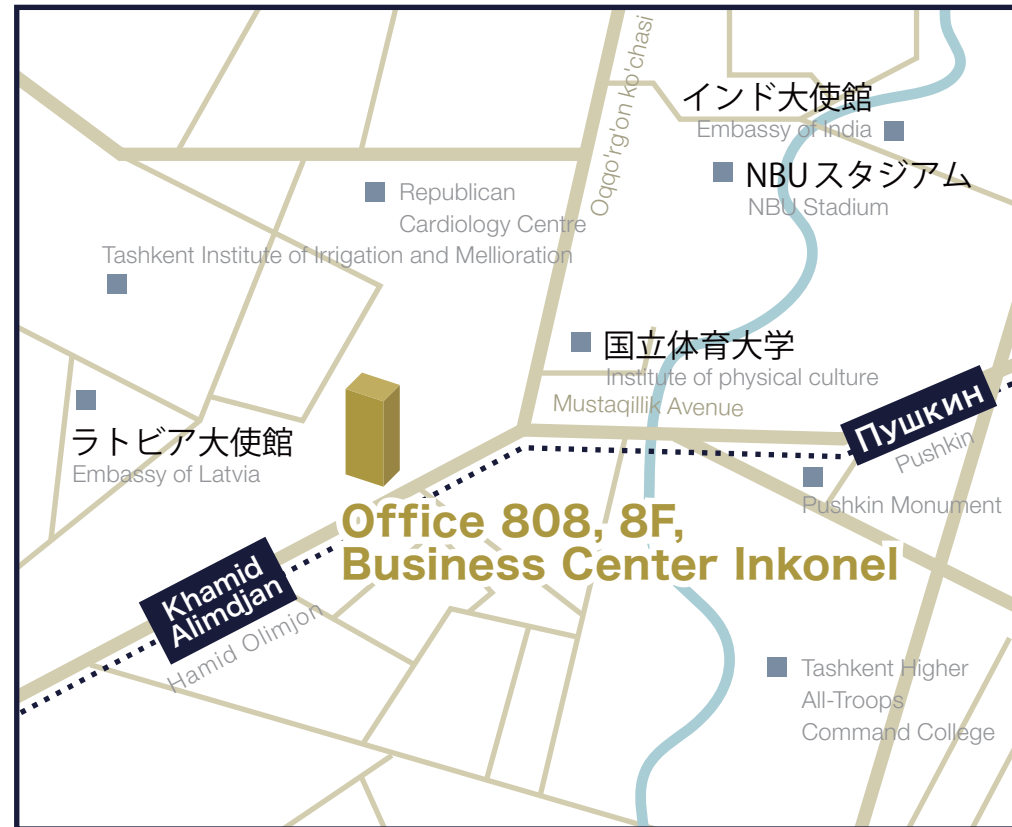 Oqqo'rg'on ko'chasi
インド大使館
Embassy of India
NBUスタジアム
NBU Stadium
Republican
Cardiology Centre
Tashkent Institute of Irrigation and Mellioration
国立体育大学
Institute of physical culture
Mustaqillik Avenue
Пушкин
Pushkin
ラトビア大使館
Embassy of Latvia
Pushkin Monument
Office 808, 8F,
Business Center Inkonel
Khamid
Alimdjan
Hamid Olimjon
Tashkent Higher
All-Troops
Command College